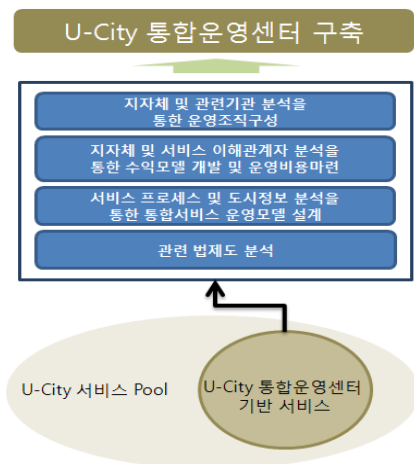 U-City 통합운영센터 구축
지자체 및 관련기관 분석을
통한 운영조직구성
지자체 및 서비스 이해관계자 분석을
통한 수익모델 개발 및 운영비용마련
서비스 프로세스 및 도시정보 분석을
통한 통합서비스 운영모델 설계
관련 법제도 분석
U-City 서비스 Pool
U-City 통합운영센터
기반 서비스